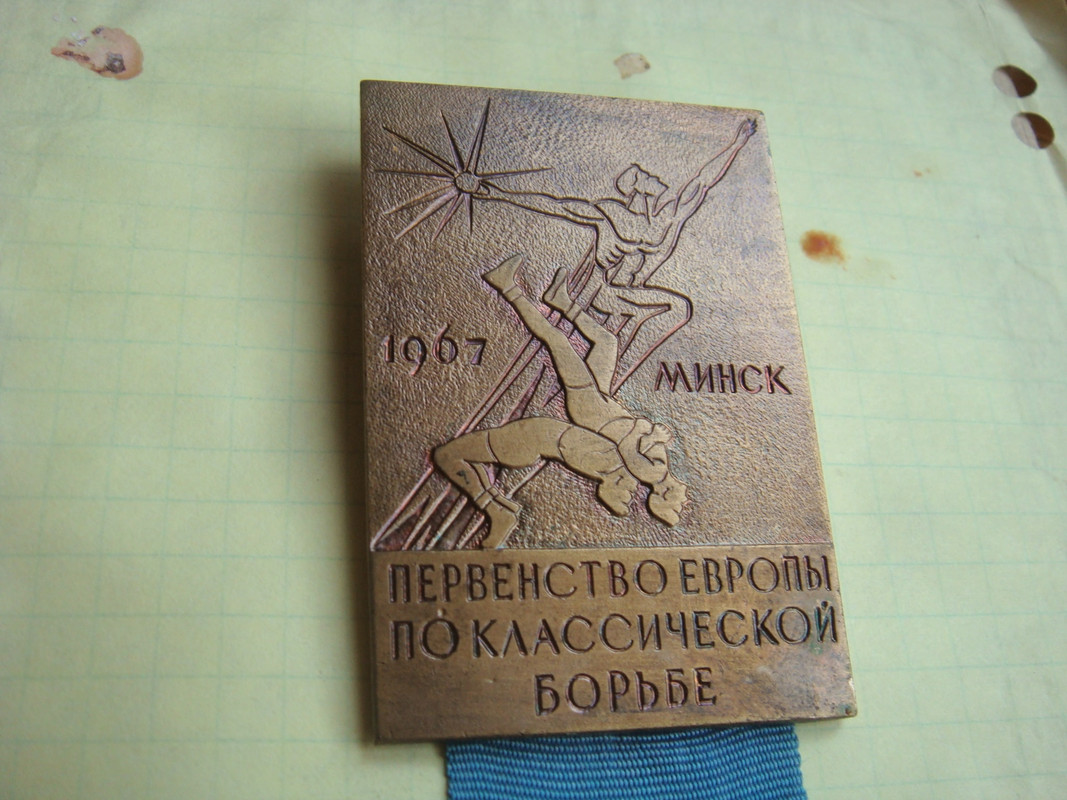 1967
МИНСК
ПЕРВЕНСТВО ЕВРОПЫ
ПО КЛАССИЧЕСКОЙ
БОРЬБЕ